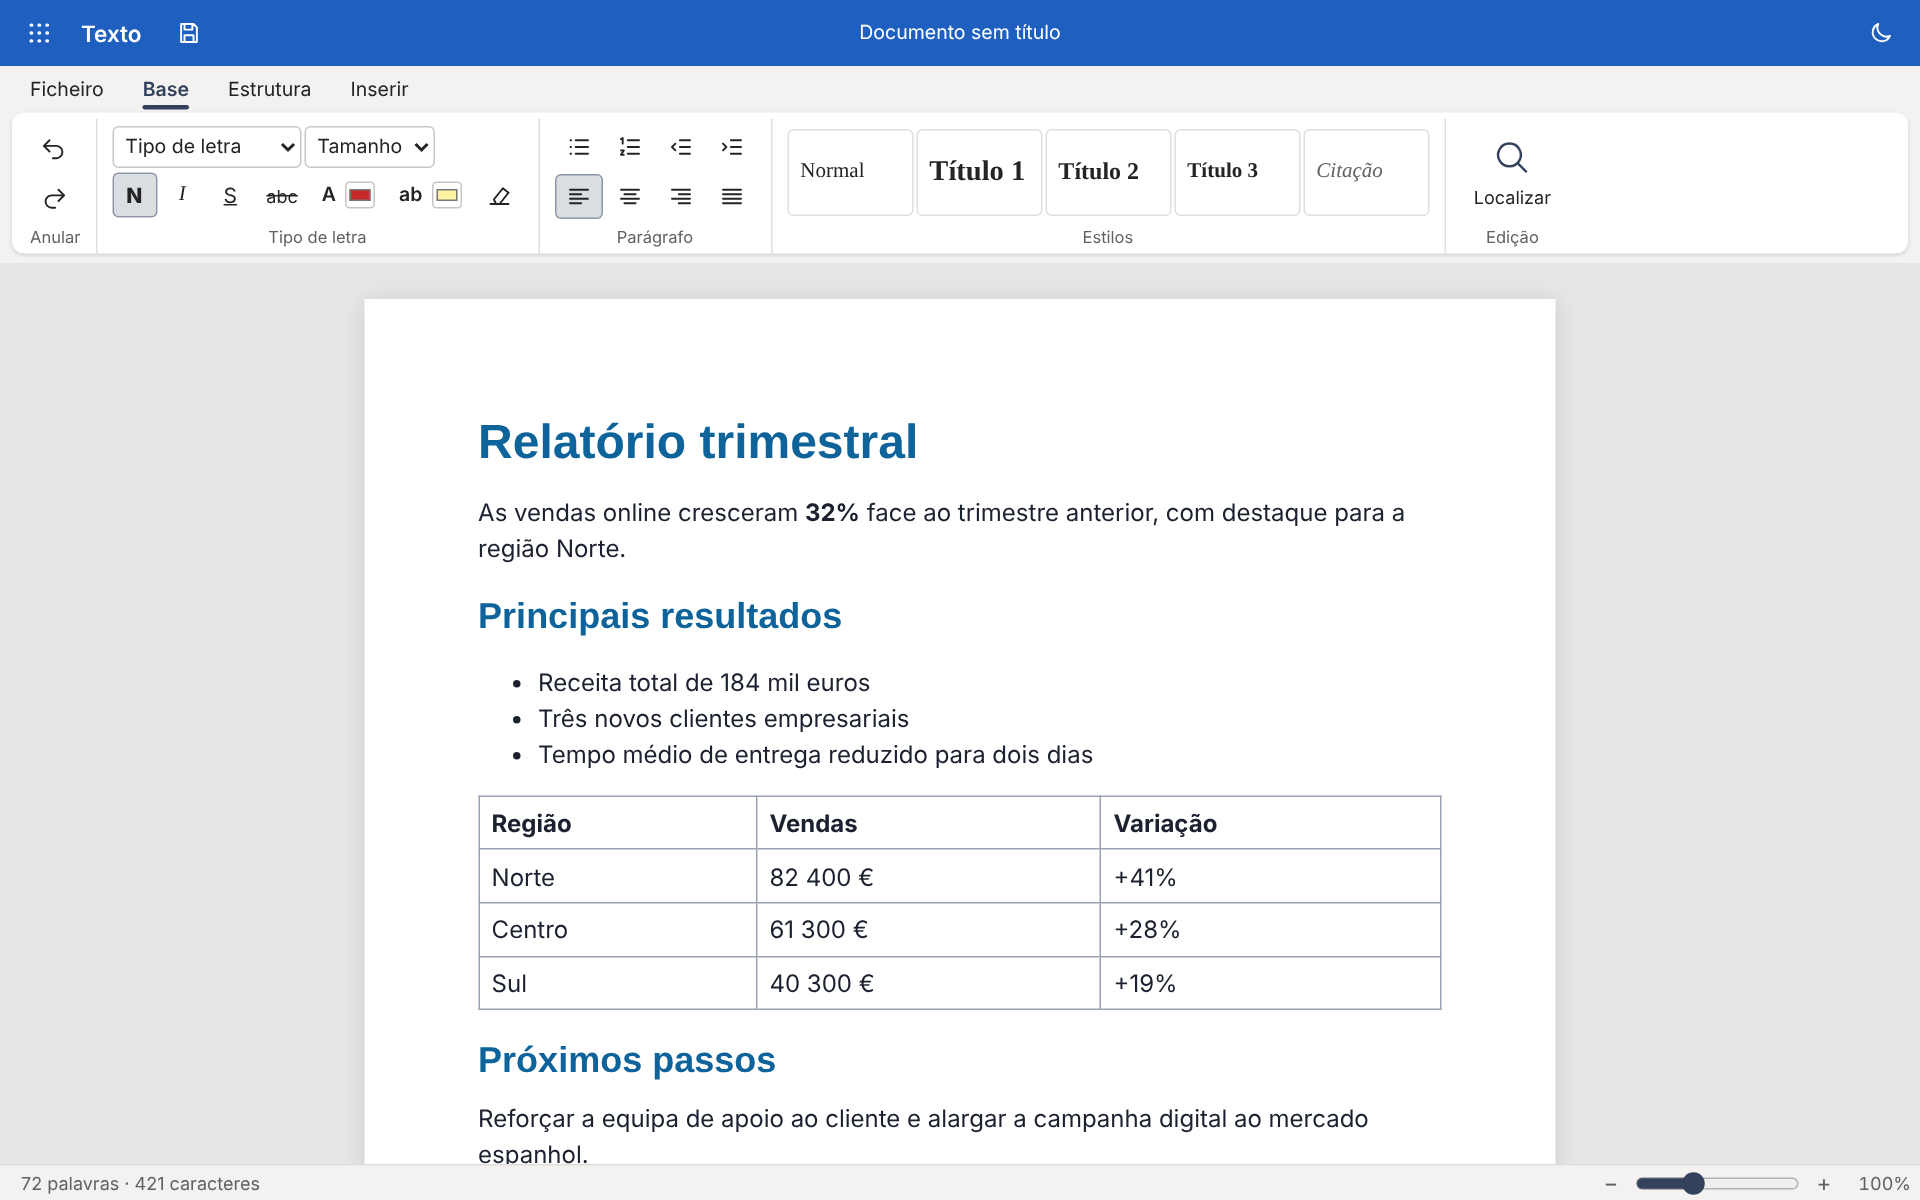 Texto
Documento sem título
Ficheiro Base Estrutura Inserir
Tipo de letra Tamanho
N I S abc A ab
Anular
Tipo de letra
Parágrafo
Normal Título 1 Título 2 Título 3 Citação
Estilos
Localizar
Edição
Relatório trimestral
As vendas online cresceram 32% face ao trimestre anterior, com destaque para a
região Norte.
Principais resultados
• Receita total de 184 mil euros
• Três novos clientes empresariais
• Tempo médio de entrega reduzido para dois dias
Região Vendas Variação
Norte 82 400 € +41%
Centro 61 300 € +28%
Sul 40 300 € +19%
Próximos passos
Reforçar a equipa de apoio ao cliente e alargar a campanha digital ao mercado
espanhol.
72 palavras · 421 caracteres
− + 100%